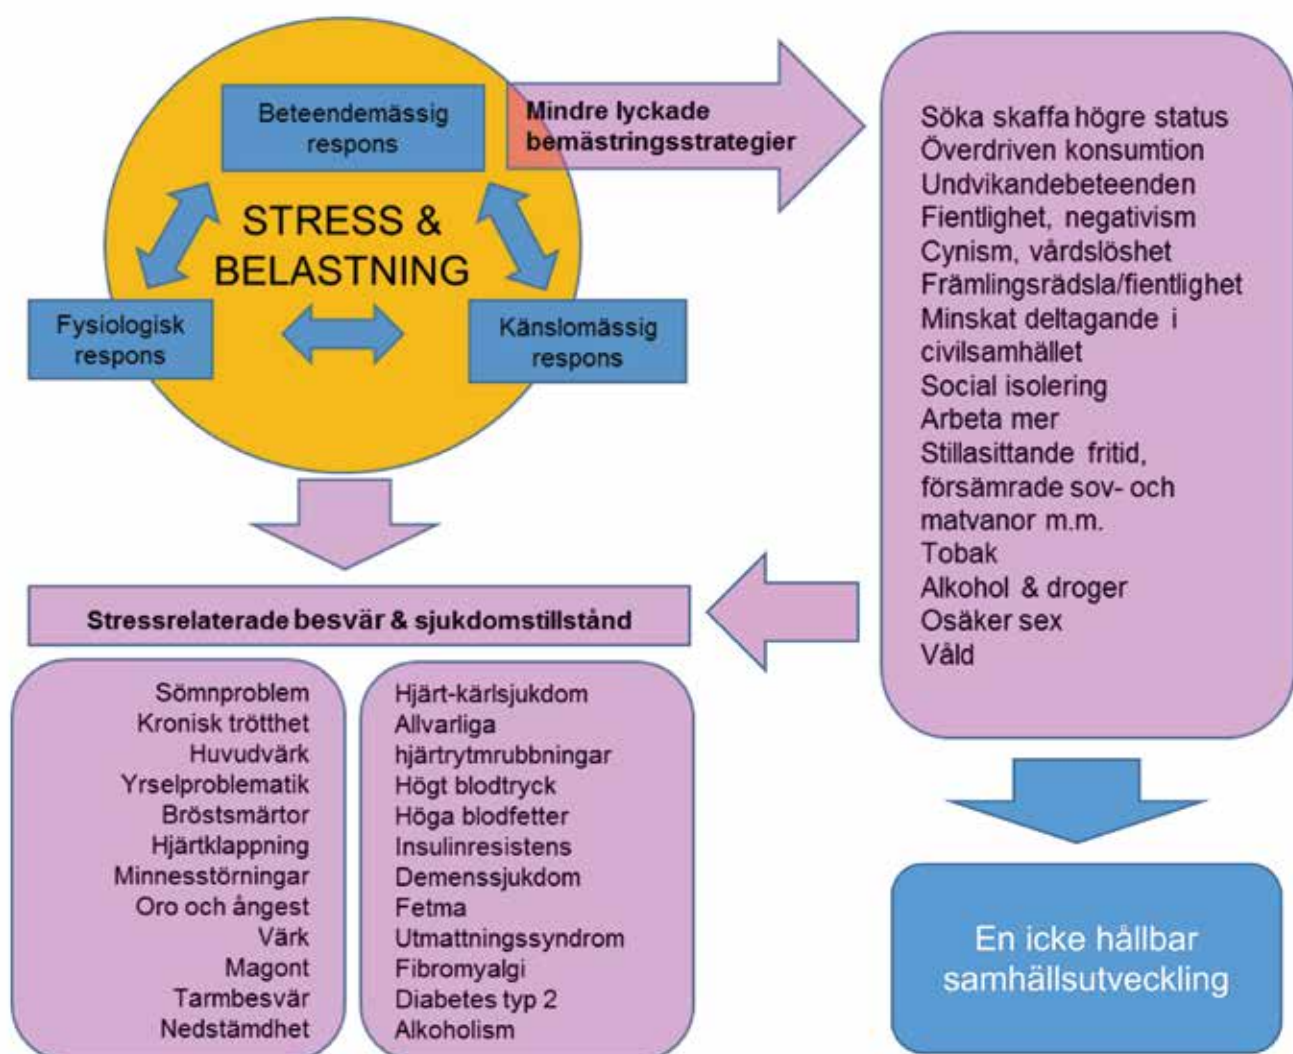 Beteendemässig
respons
STRESS &
BELASTNING
Fysiologisk
respons
Känslomässig
respons
Mindre lyckade
bemästringsstrategier
Söka skaffa högre status
Överdriven konsumtion
Undvikandebeteenden
Fientlighet, negativism
Cynism, vårdslöshet
Främlingsrädsla/fientlighet
Minskat deltagande i
civilsamhället
Social isolering
Arbeta mer
Stillasittande fritid,
försämrade sov- och
matvanor m.m.
Tobak
Alkohol & droger
Osäker sex
Våld
Stressrelaterade besvär & sjukdomstillstånd
Sömnproblem
Kronisk trötthet
Huvudvärk
Yrselproblematik
Bröstsmärtor
Hjärtklappning
Minnesstörningar
Oro och ångest
Värk
Magont
Tarmbesvär
Nedstämdhet
Hjärt-kärlsjukdom
Allvarliga
hjärtrytmrubbningar
Högt blodtryck
Höga blodfetter
Insulinresistens
Demenssjukdom
Fetma
Utmattningssyndrom
Fibromyalgi
Diabetes typ 2
Alkoholism
En icke hållbar
samhällsutveckling